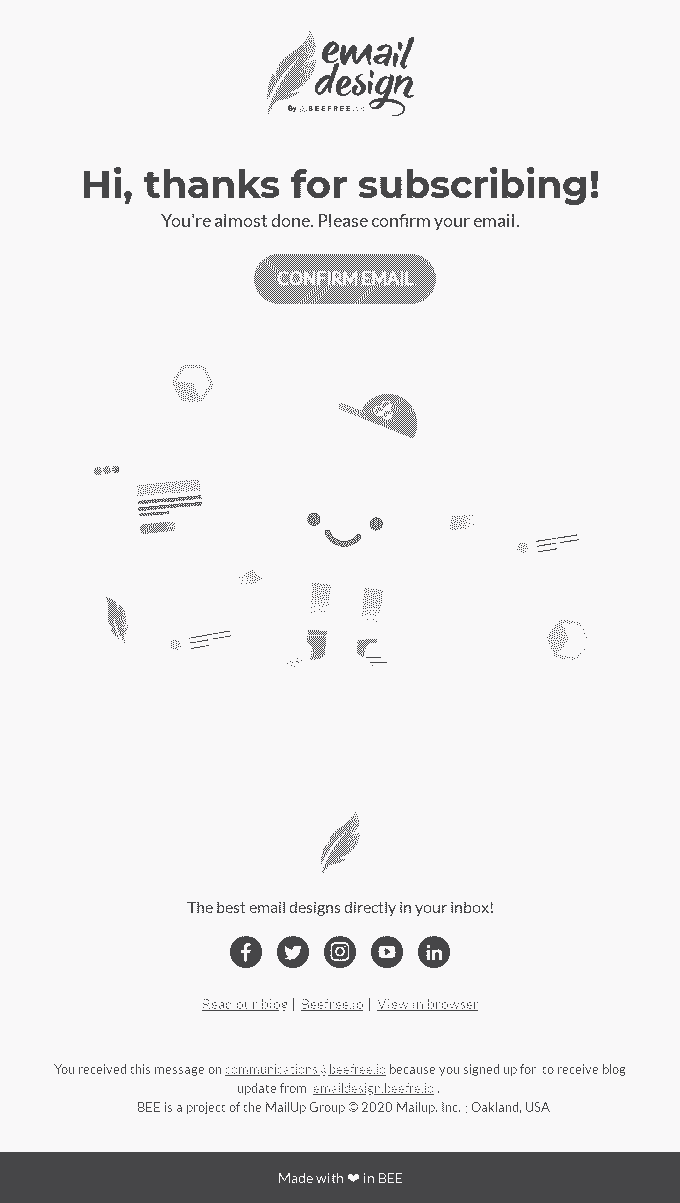 email
design
By BEEFREE.io
Hi, thanks for subscribing!
You're almost done. Please confirm your email.
CONFIRM EMAIL
The best email designs directly in your inbox!
Read our blog | Beefree.io | View in browser
You received this message on communications@beefree.io because you signed up for to receive blog
update from emaildesign.beefree.io .
BEE is a project of the MailUp Group © 2020 Mailup, Inc. ; Oakland, USA
Made with ❤ in BEE